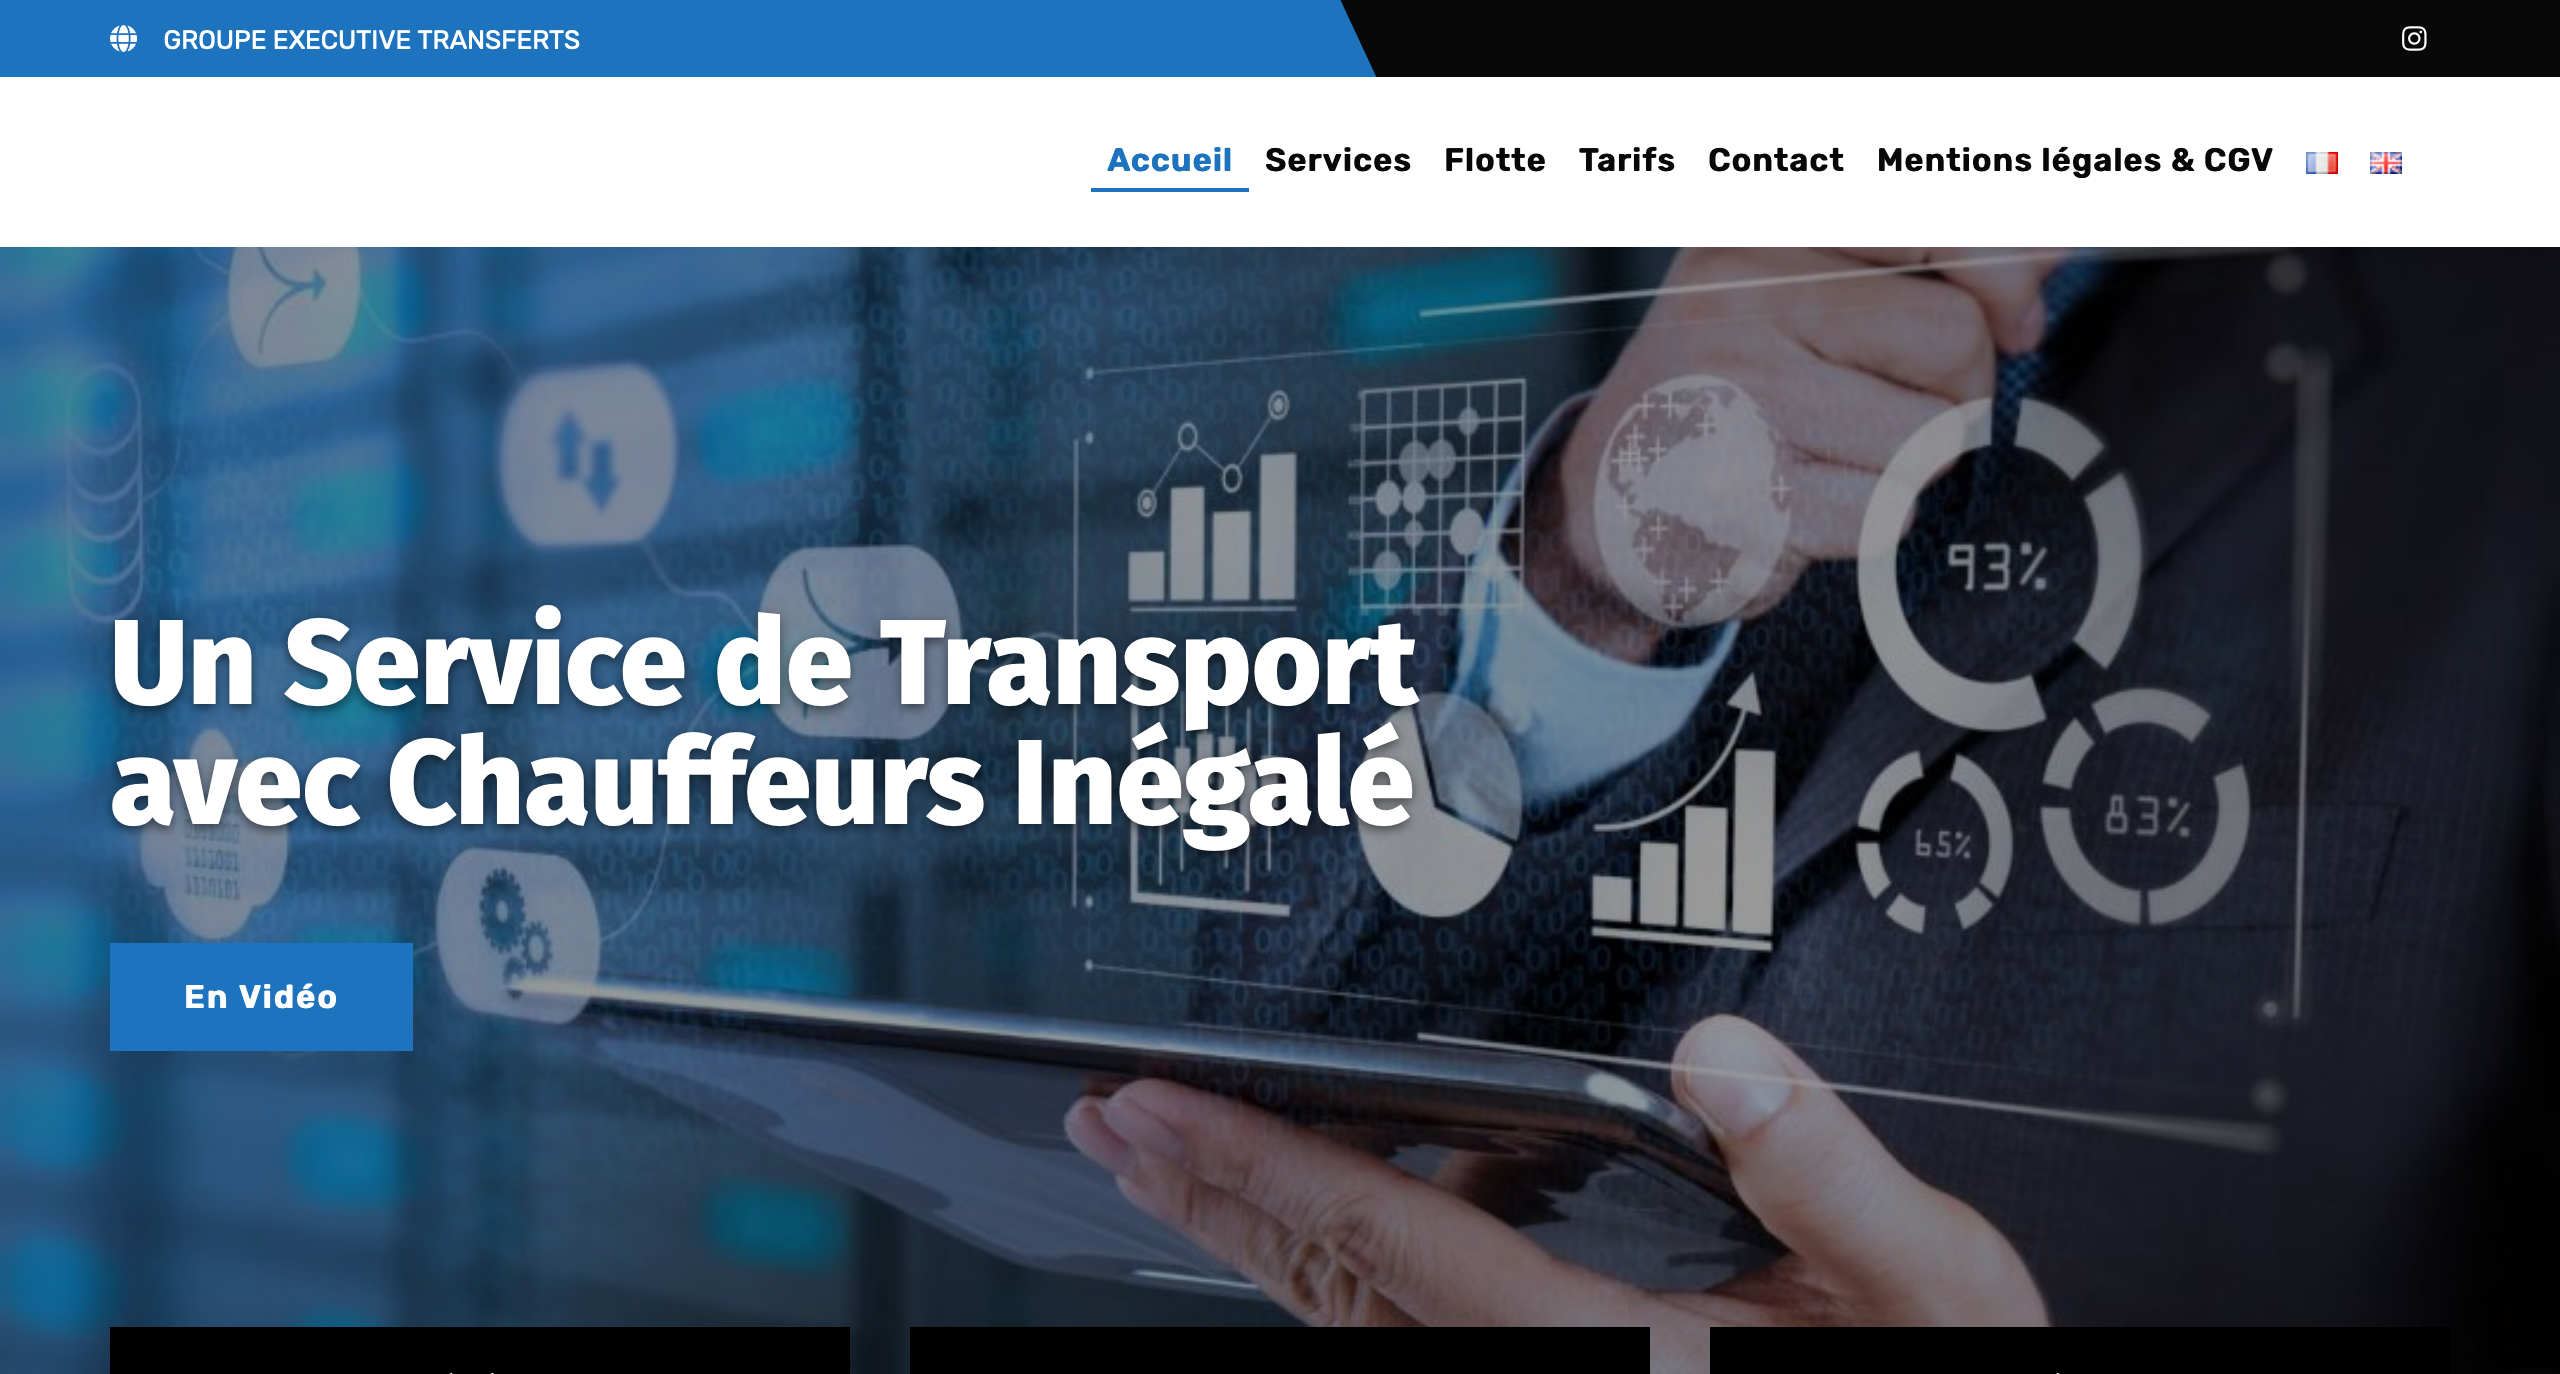 GROUPE EXECUTIVE TRANSFERTS
Accueil Services Flotte Tarifs Contact Mentions légales & CGV
93%
Un Service de Transport
avec Chauffeurs Inégalé
65%
83%
En Vidéo